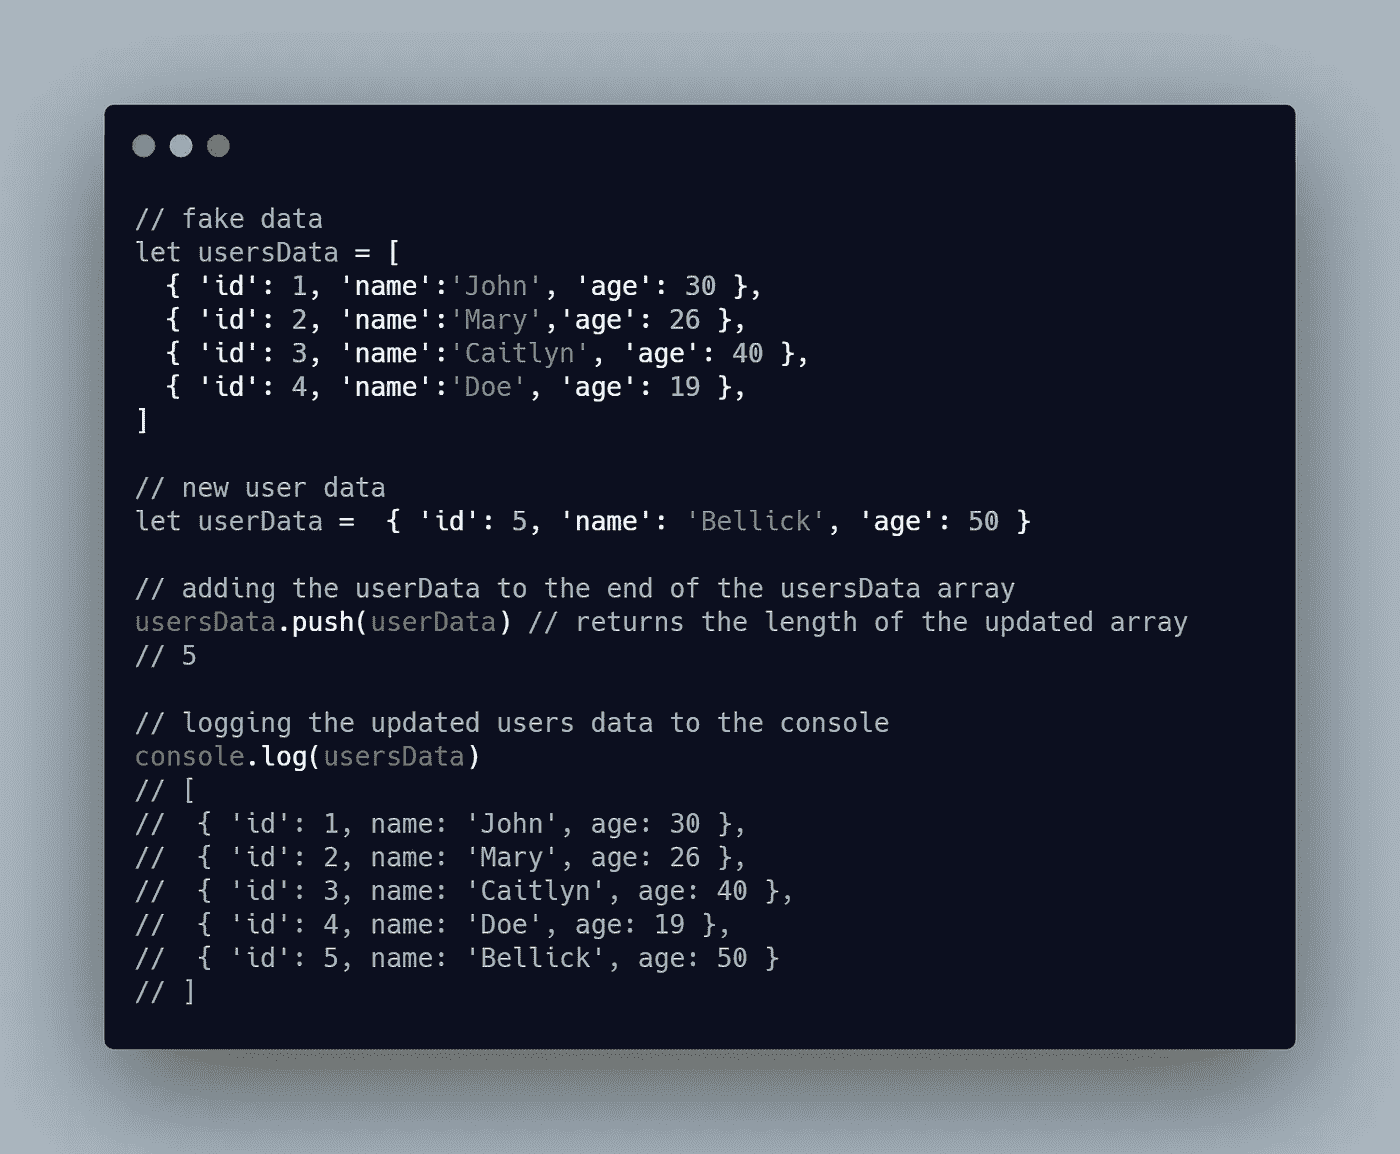 // fake data
let usersData = [
  { 'id': 1, 'name':'John', 'age': 30 },
  { 'id': 2, 'name':'Mary','age': 26 },
  { 'id': 3, 'name':'Caitlyn', 'age': 40 },
  { 'id': 4, 'name':'Doe', 'age': 19 },
]
// new user data
let userData =  { 'id': 5, 'name': 'Bellick', 'age': 50 }
// adding the userData to the end of the usersData array
usersData.push(userData) // returns the length of the updated array
// 5
// logging the updated users data to the console
console.log(usersData)
// [
//  { 'id': 1, name: 'John', age: 30 },
//  { 'id': 2, name: 'Mary', age: 26 },
//  { 'id': 3, name: 'Caitlyn', age: 40 },
//  { 'id': 4, name: 'Doe', age: 19 },
//  { 'id': 5, name: 'Bellick', age: 50 }
// ]